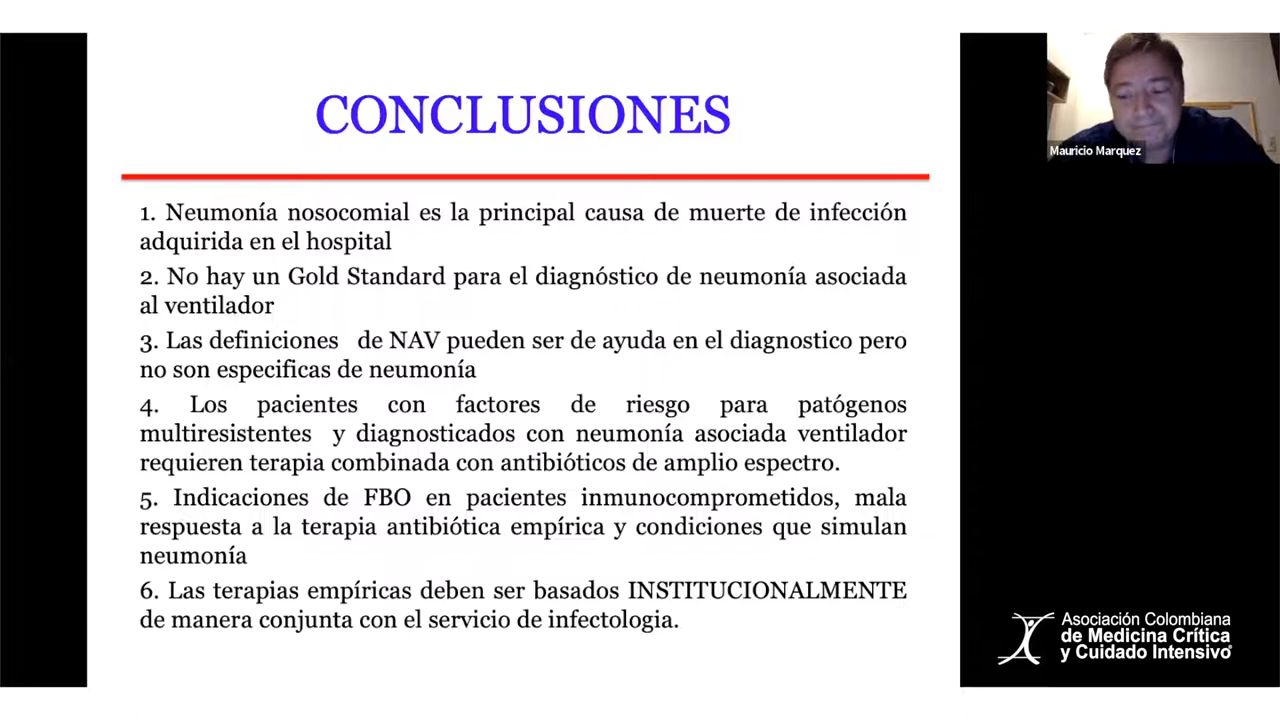 CONCLUSIONES
1. Neumonía nosocomial es la principal causa de muerte de infección
adquirida en el hospital
2. No hay un Gold Standard para el diagnóstico de neumonía asociada
al ventilador
3. Las definiciones de NAV pueden ser de ayuda en el diagnostico pero
no son especificas de neumonía
4. Los pacientes con factores de riesgo para patógenos
multiresistentes y diagnosticados con neumonía asociada ventilador
requieren terapia combinada con antibióticos de amplio espectro.
5. Indicaciones de FBO en pacientes inmunocomprometidos, mala
respuesta a la terapia antibiótica empírica y condiciones que simulan
neumonía
6. Las terapias empíricas deben ser basados INSTITUCIONALMENTE
de manera conjunta con el servicio de infectologia.
Mauricio Marquez
Asociación Colombiana
de Medicina Crítica
y Cuidado Intensivo